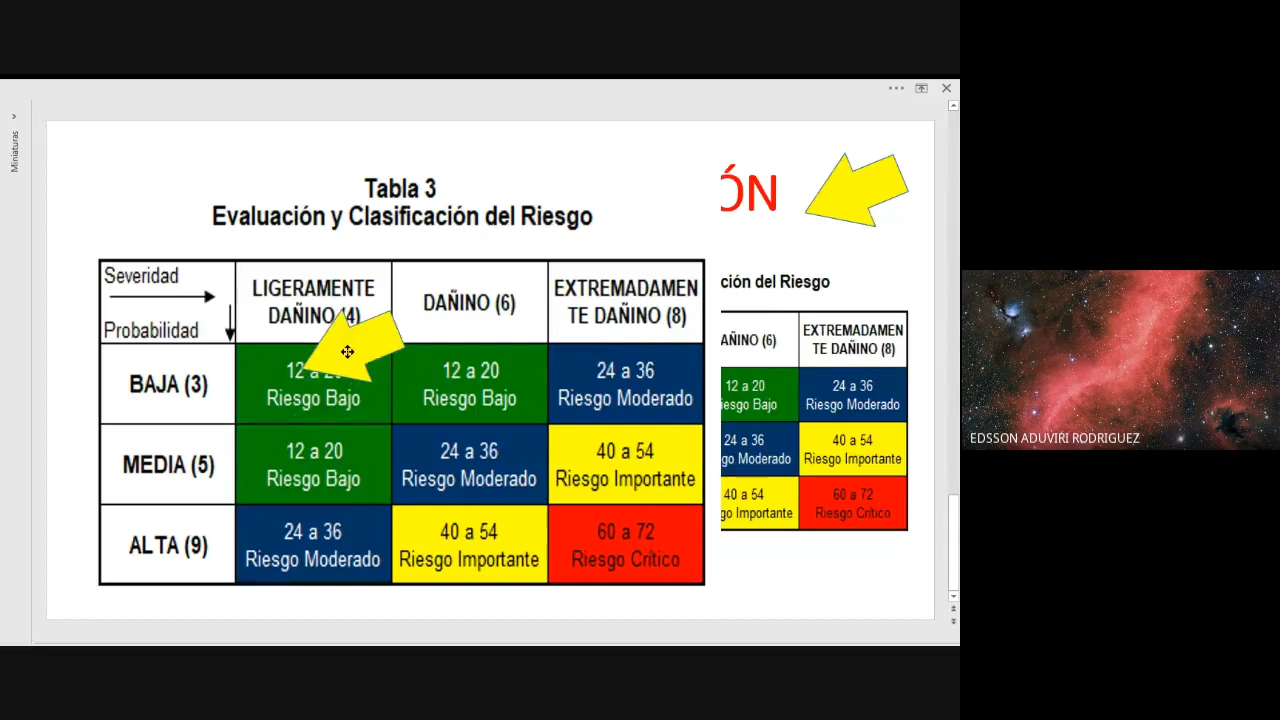 Miniaturas
Tabla 3
Evaluación y Clasificación del Riesgo
Severidad
Probabilidad
LIGERAMENTE
DAÑINO (4)
DAÑINO (6)
EXTREMADAMEN
TE DAÑINO (8)
BAJA (3)
12 a
Riesgo Bajo
12 a 20
Riesgo Bajo
24 a 36
Riesgo Moderado
MEDIA (5)
12 a 20
Riesgo Bajo
24 a 36
Riesgo Moderado
40 a 54
Riesgo Importante
ALTA (9)
24 a 36
Riesgo Moderado
40 a 54
Riesgo Importante
60 a 72
Riesgo Crítico
ÓN
ción del Riesgo
AÑINO (6)
EXTREMADAMEN
TE DAÑINO (8)
12 a 20
iesgo Bajo
24 a 36
Riesgo Moderado
24 a 36
go Moderado
40 a 54
Riesgo Importante
40 a 54
go Importante
60 a 72
Riesgo Crítico
EDSSON ADUVIRI RODRIGUEZ